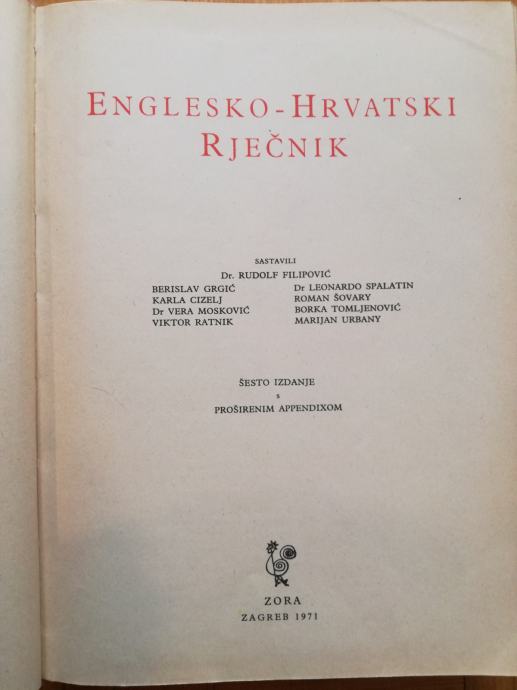 ENGLESKO-HRVATSKI
RJEČNIK
SASTAVILI
Dr. RUDOLF FILIPOVIĆ
BERISLAV GRGIĆ
KARLA CIZELJ
Dr VERA MOSKOVIĆ
VIKTOR RATNIK
Dr LEONARDO SPALATIN
ROMAN ŠOVARY
BORKA TOMLJENOVIĆ
MARIJAN URBANY
ŠESTO IZDANJE
s
PROŠIRENIM APPENDIXOM
ZORA
ZAGREB 1971